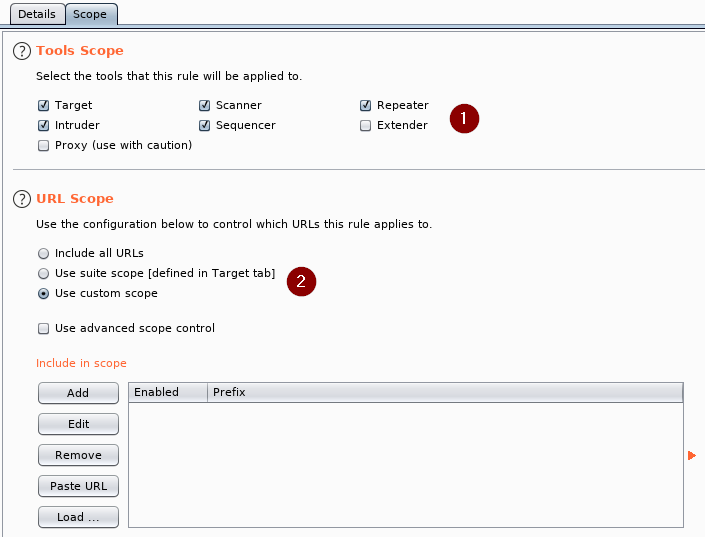 Details Scope
? Tools Scope
Select the tools that this rule will be applied to.
Target Scanner Repeater
1
Intruder Sequencer Extender
Proxy (use with caution)
? URL Scope
Use the configuration below to control which URLs this rule applies to.
Include all URLs
Use suite scope [defined in Target tab]
2
Use custom scope
Use advanced scope control
Include in scope
Add Enabled Prefix
Edit
Remove
Paste URL
Load ...